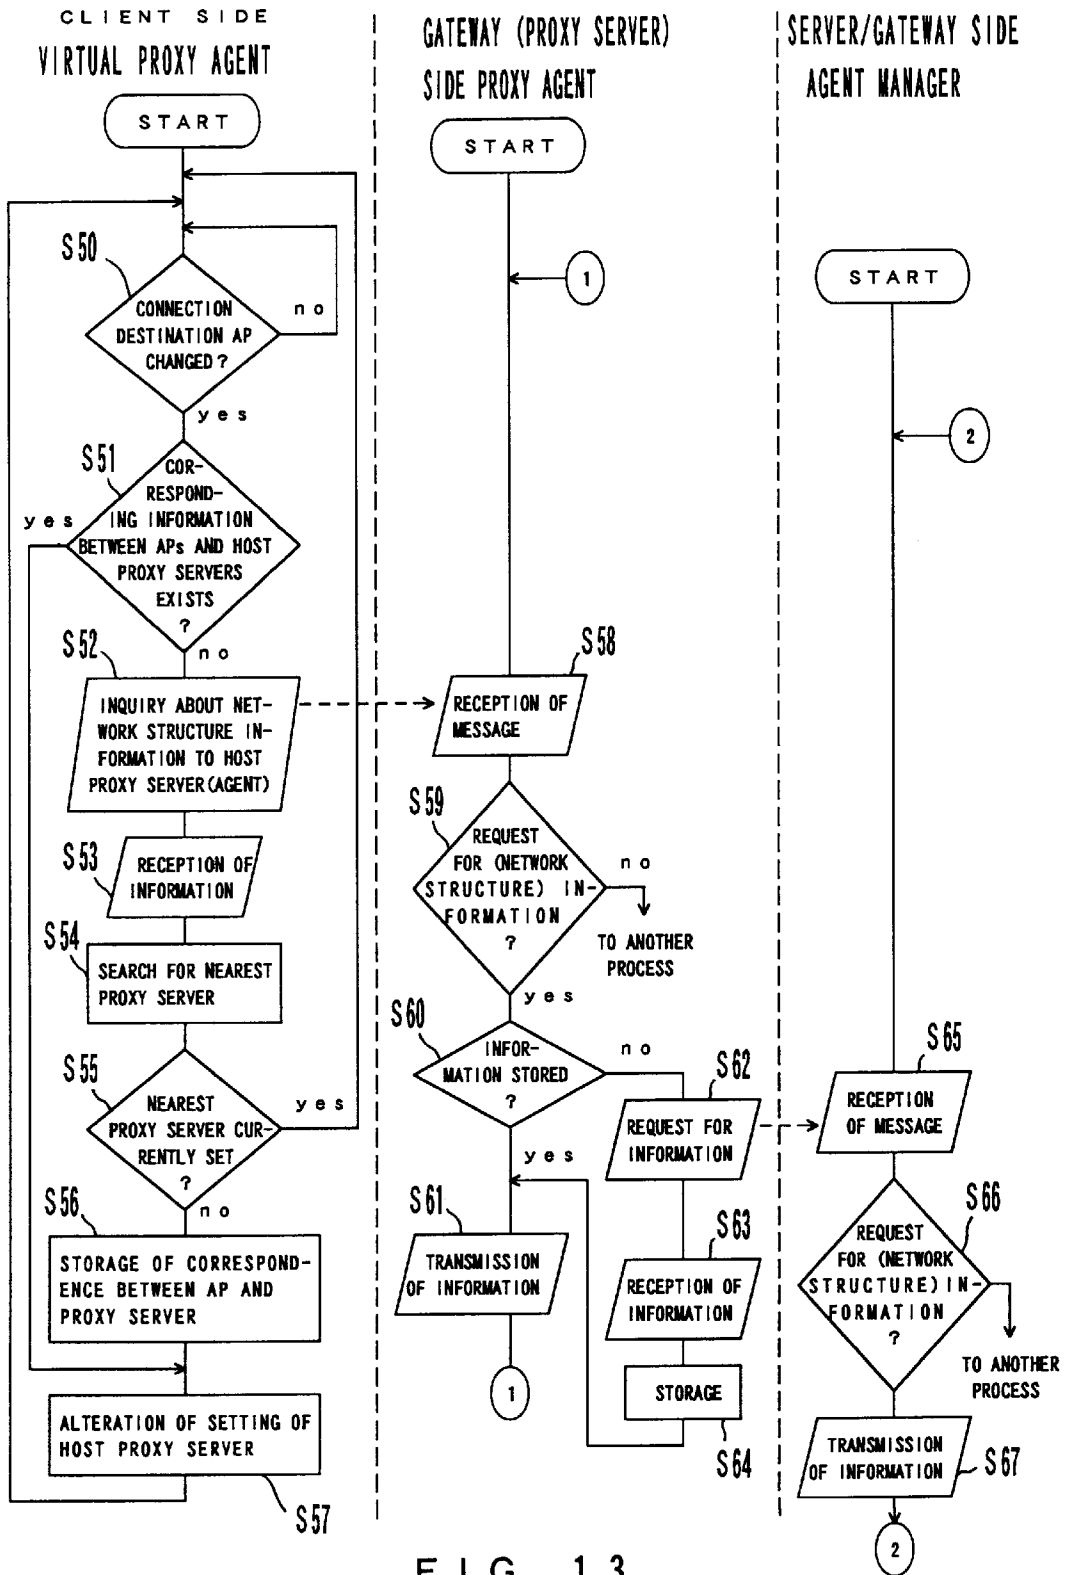 CLIENT SIDE
VIRTUAL PROXY AGENT
START
S50
CONNECTION
DESTINATION AP
CHANGED?
no
yes
S51
COR-
RESPOND-
ING INFORMATION
BETWEEN APs AND HOST
PROXY SERVERS
EXISTS
?
yes
no
S52
INQUIRY ABOUT NET-
WORK STRUCTURE IN-
FORMATION TO HOST
PROXY SERVER(AGENT)
S53
RECEPTION OF
INFORMATION
S54
SEARCH FOR NEAREST
PROXY SERVER
S55
NEAREST
PROXY SERVER CUR-
RENTLY SET
?
yes
no
S56
STORAGE OF CORRESPOND-
ENCE BETWEEN AP AND
PROXY SERVER
ALTERATION OF SETTING OF
HOST PROXY SERVER
S57
GATEWAY (PROXY SERVER)
SIDE PROXY AGENT
START
1
S58
RECEPTION OF
MESSAGE
S59
REQUEST
FOR (NETWORK
STRUCTURE) IN-
FORMATION
?
no
TO ANOTHER
PROCESS
yes
S60
INFOR-
MATION STORED
?
no
yes
S62
REQUEST FOR
INFORMATION
S61
TRANSMISSION
OF INFORMATION
1
S63
RECEPTION OF
INFORMATION
STORAGE
S64
SERVER/GATEWAY SIDE
AGENT MANAGER
START
2
S65
RECEPTION
OF MESSAGE
S66
REQUEST
FOR (NETWORK
STRUCTURE) IN-
FORMATION
?
TO ANOTHER
PROCESS
TRANSMISSION
OF INFORMATION
S67
2
FIG. 13